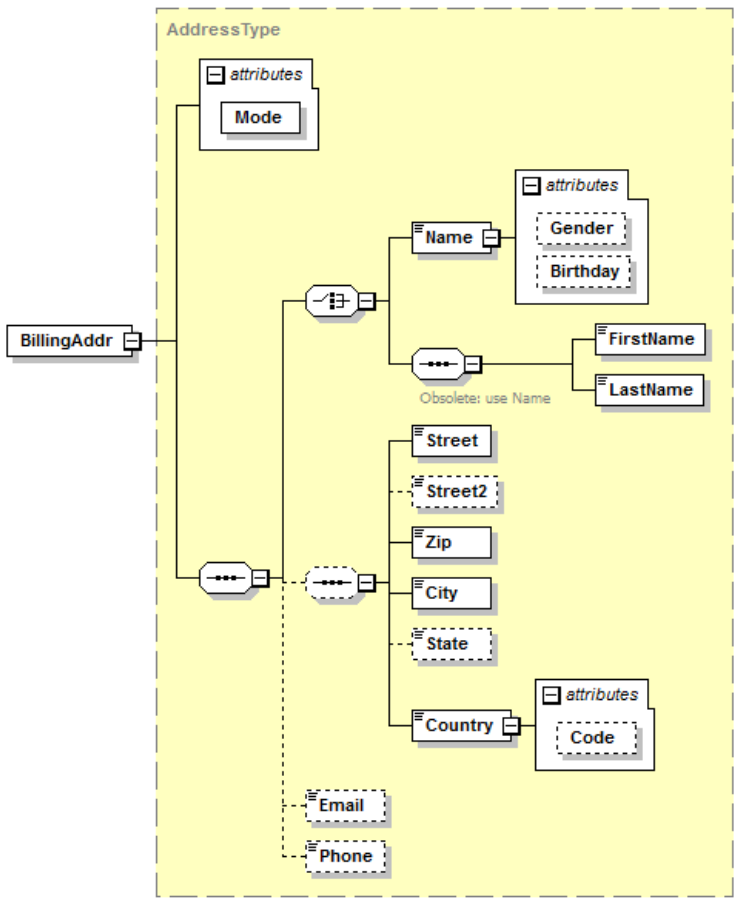 AddressType
attributes
Mode
attributes
Gender
Name
Birthday
BillingAddr
FirstName
Obsolete: use Name
LastName
Street
Street2
Zip
City
State
attributes
Country
Code
Email
Phone